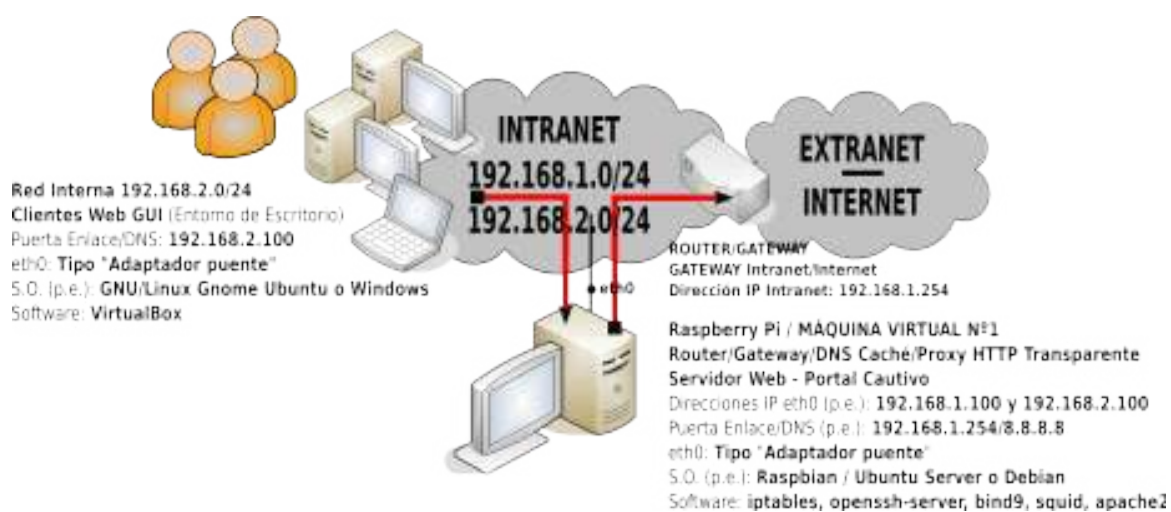 INTRANET
192.168.1.0/24
192.168.2.0/24
EXTRANET
INTERNET
Red Interna 192.168.2.0/24
Clientes Web GUI (Entorno de Escritorio)
Puerta Enlace/DNS: 192.168.2.100
eth0: Tipo "Adaptador puente"
S.O. (p.e.): GNU/Linux Gnome Ubuntu o Windows
Software: VirtualBox
eth0
ROUTER/GATEWAY
GATEWAY Intranet/Internet
Dirección IP Intranet: 192.168.1.254
Raspberry Pi / MÁQUINA VIRTUAL Nº1
Router/Gateway/DNS Caché/Proxy HTTP Transparente
Servidor Web - Portal Cautivo
Direcciones IP eth0 (p.e.): 192.168.1.100 y 192.168.2.100
Puerta Enlace/DNS (p.e.): 192.168.1.254/8.8.8.8
eth0: Tipo "Adaptador puente"
S.O. (p.e.): Raspbian / Ubuntu Server o Debian
Software: iptables, openssh-server, bind9, squid, apache2